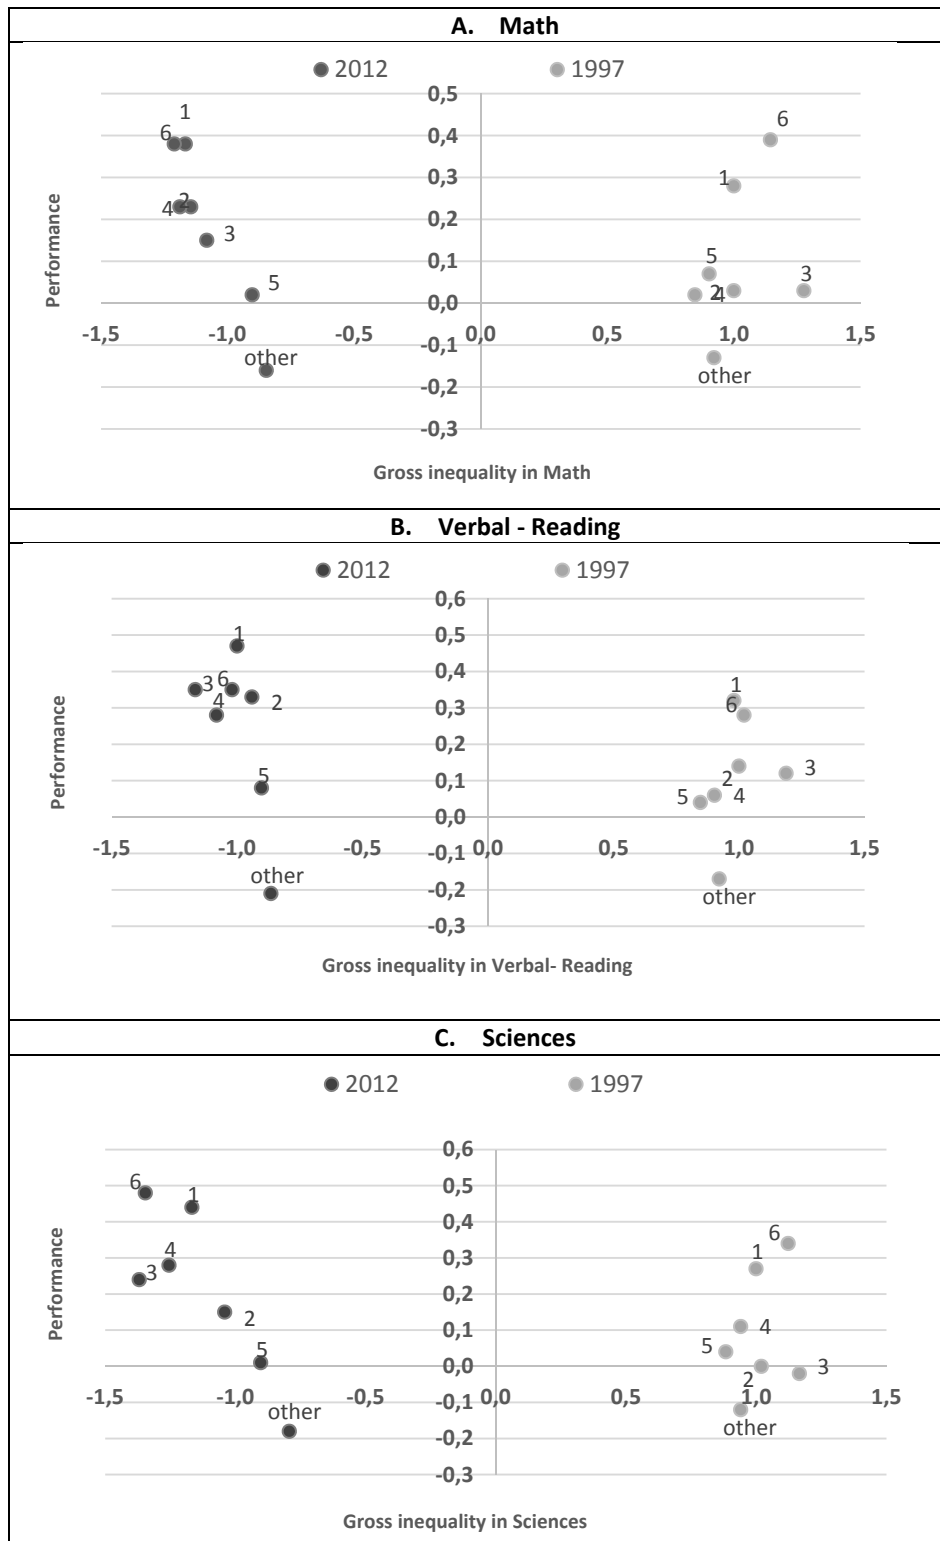 A. Math
2012 1997
0,5
1 6
6 0,4
0,3
1
2
4 0,2
3
5 0,1 5 3
0,0 2 4
-1,5 -1,0 -0,5 0,0 0,5 1,0 1,5
-0,1
other
other
-0,2
-0,3
Performance
Gross inequality in Math
B. Verbal - Reading
2012 1997
0,6
0,5
1
0,4
3 6 1
4 2 0,3 6
0,2
5 0,1 2 3
5 4
0,0
-1,5 -1,0 -0,5 0,0 0,5 1,0 1,5
-0,1
other -0,2 other
-0,3
Performance
Gross inequality in Verbal- Reading
C. Sciences
2012 1997
0,6
6 1 0,5
0,4
6
4 0,3 1
3
0,2
2 0,1 4
5 5
0,0 2 3
-1,5 -1,0 -0,5 0,0 0,5 1,0 1,5
-0,1
other other
-0,2
-0,3
Performance
Gross inequality in Sciences